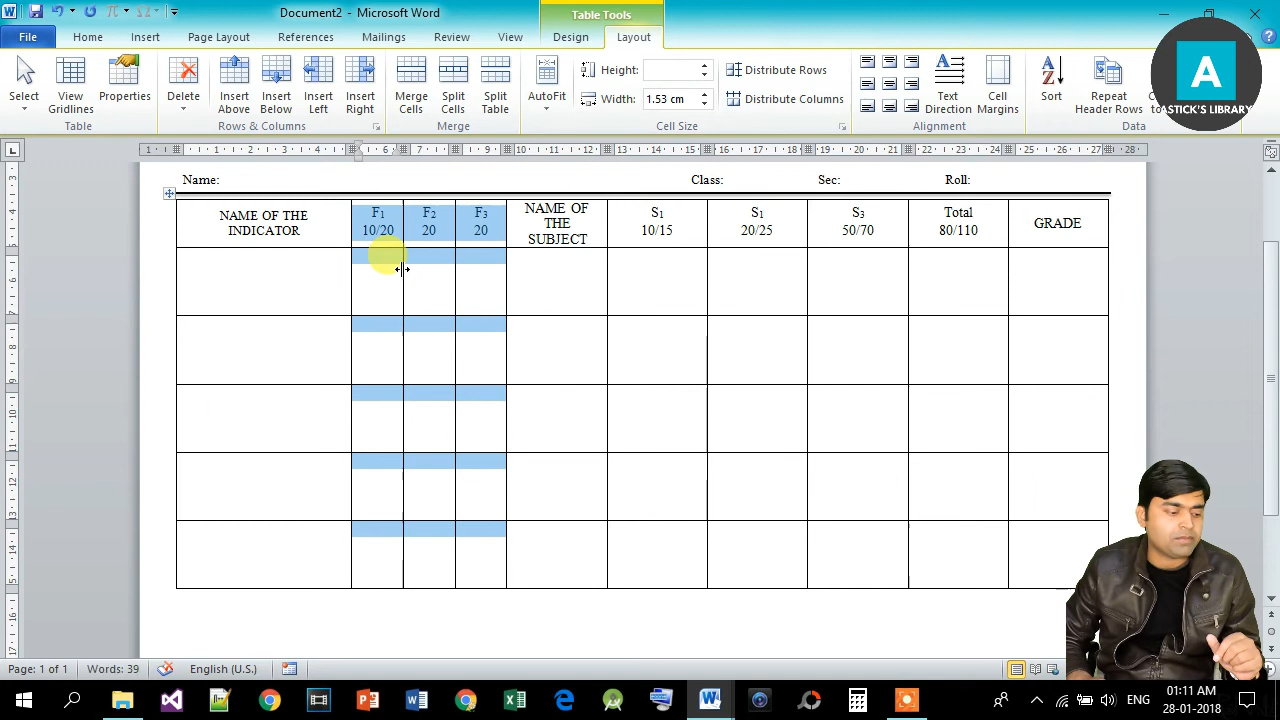 Document2 - Microsoft Word
Table Tools
File Home Insert Page Layout References Mailings Review View Design Layout
Select
View
Gridlines
Properties
Table
Delete
Insert
Above
Insert
Below
Insert
Left
Insert
Right
Rows & Columns
Merge
Cells
Split
Cells
Split
Table
Merge
AutoFit
Height:
Width: 1.53 cm
Distribute Rows
Distribute Columns
Cell Size
Text
Direction
Cell
Margins
Alignment
Sort
Repeat
Header Rows
Data
A
ASTICK'S LIBRARY
Name: Class: Sec: Roll:
NAME OF THE
INDICATOR
F1
10/20
F2
20
F3
20
NAME OF
THE
SUBJECT
S1
10/15
S1
20/25
S3
50/70
Total
80/110
GRADE
Page: 1 of 1 Words: 39 English (U.S.)
ENG
01:11 AM
28-01-2018